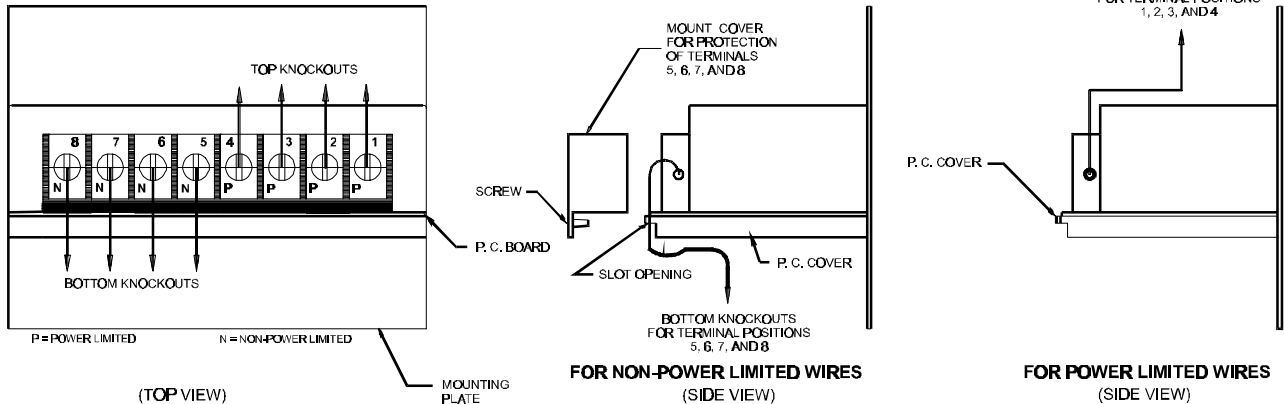 TOP KNOCKOUTS
8 7 6 5 4 3 2 1
N N N N P P P P
P. C. BOARD
BOTTOM KNOCKOUTS
P = POWER LIMITED N = NON-POWER LIMITED
(TOP VIEW)
MOUNTING
PLATE
MOUNT COVER
FOR PROTECTION
OF TERMINALS
5, 6, 7, AND 8
SCREW
SLOT OPENING
P. C. COVER
BOTTOM KNOCKOUTS
FOR TERMINAL POSITIONS
5, 6, 7, AND 8
FOR NON-POWER LIMITED WIRES
(SIDE VIEW)
FOR TERMINAL POSITIONS
1, 2, 3, AND 4
P. C. COVER
FOR POWER LIMITED WIRES
(SIDE VIEW)